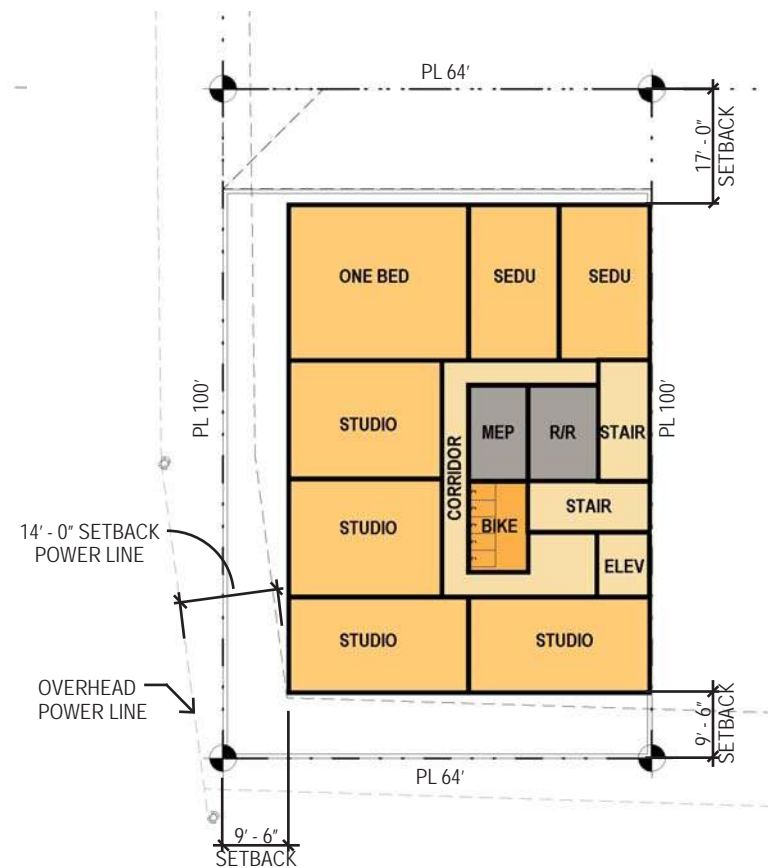 PL 64'
17' - 0"
SETBACK
ONE BED
SEDU
SEDU
PL 100'
STUDIO
CORRIDOR
MEP
R/R
STAIR
PL 100'
STUDIO
BIKE
STAIR
ELEV
14' - 0" SETBACK
POWER LINE
STUDIO
STUDIO
OVERHEAD
POWER LINE
9' - 6"
SETBACK
PL 64'
9' - 6"
SETBACK